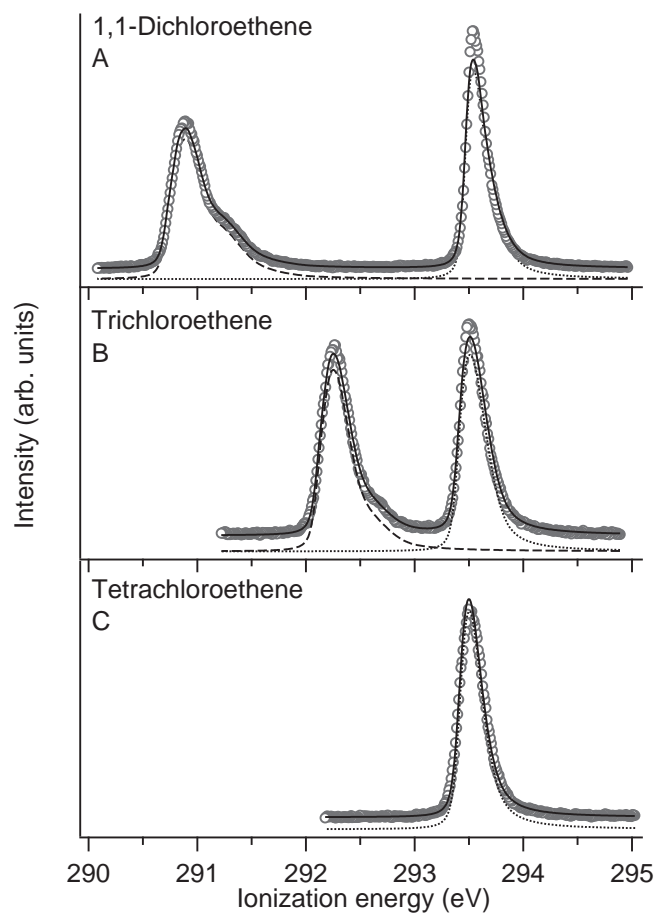 1,1-Dichloroethene
A
Trichloroethene
B
Tetrachloroethene
C
Intensity (arb. units)
290 291 292 293 294 295
Ionization energy (eV)